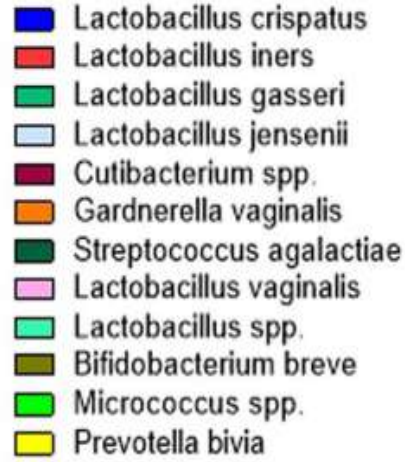 Lactobacillus crispatus
Lactobacillus iners
Lactobacillus gasseri
Lactobacillus jensenii
Cutibacterium spp.
Gardnerella vaginalis
Streptococcus agalactiae
Lactobacillus vaginalis
Lactobacillus spp.
Bifidobacterium breve
Micrococcus spp.
Prevotella bivia